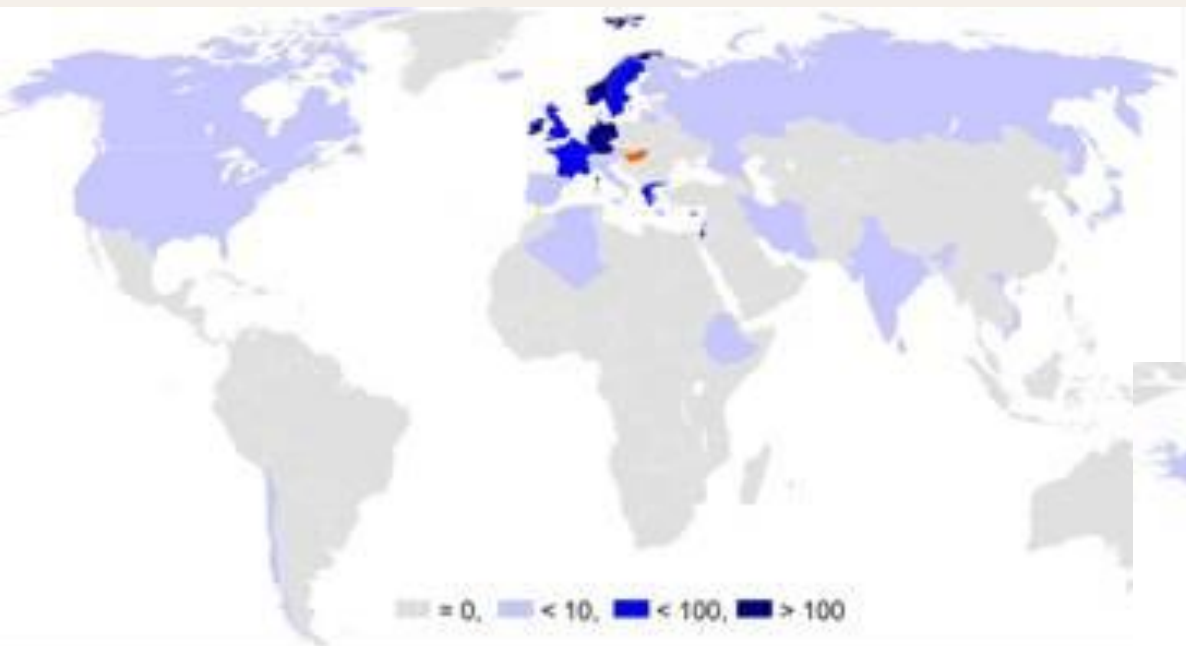 = 0, < 10, < 100, > 100